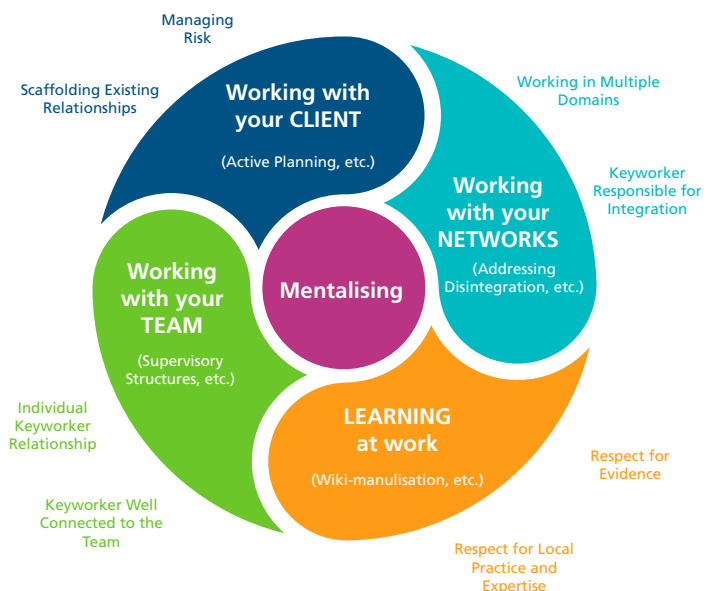 Managing
Risk
Scaffolding Existing
Relationships
Working with
your CLIENT
(Active Planning, etc.)
Working in Multiple
Domains
Keyworker
Responsible for
Integration
Working
with your
NETWORKS
(Addressing
Disintegration, etc.)
Mentalising
Working
with your
TEAM
(Supervisory
Structures, etc.)
Individual
Keyworker
Relationship
Keyworker Well
Connected to the
Team
LEARNING
at work
(Wiki-manulisation, etc.)
Respect for
Evidence
Respect for Local
Practice and
Expertise